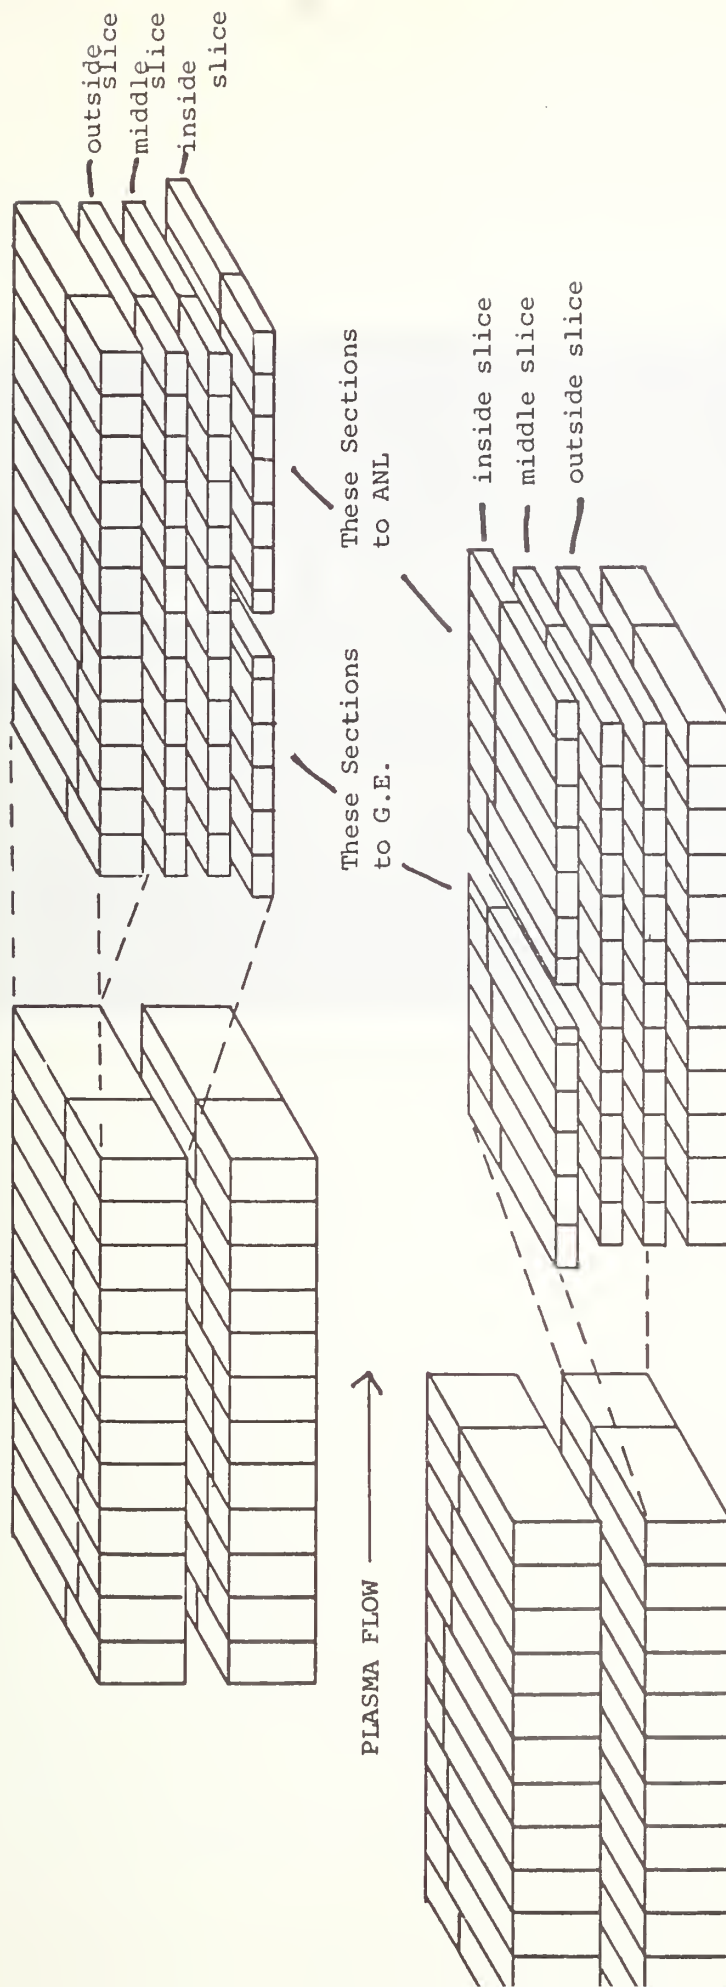 outside
slice
middle
slice
inside
slice
These Sections
to ANL
These Sections
to G.E.
inside slice
middle slice
outside slice
PLASMA FLOW